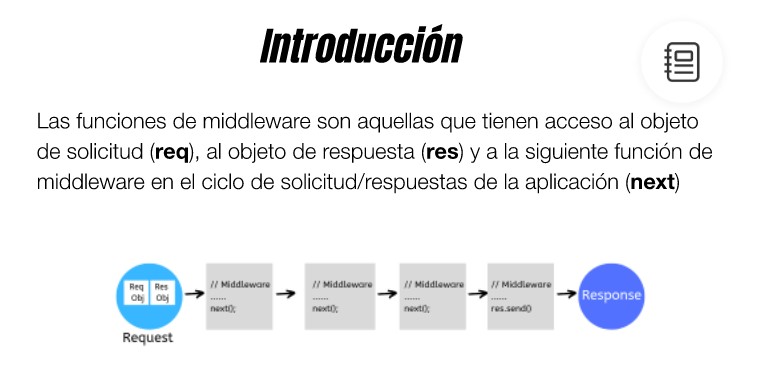 Introducción
Las funciones de middleware son aquellas que tienen acceso al objeto
de solicitud (req), al objeto de respuesta (res) y a la siguiente función de
middleware en el ciclo de solicitud/respuestas de la aplicación (next)
Req
Obj
Res
Obj
Request
// Middleware
......
next();
// Middleware
......
next();
// Middleware
......
next();
// Middleware
......
res.send()
Response